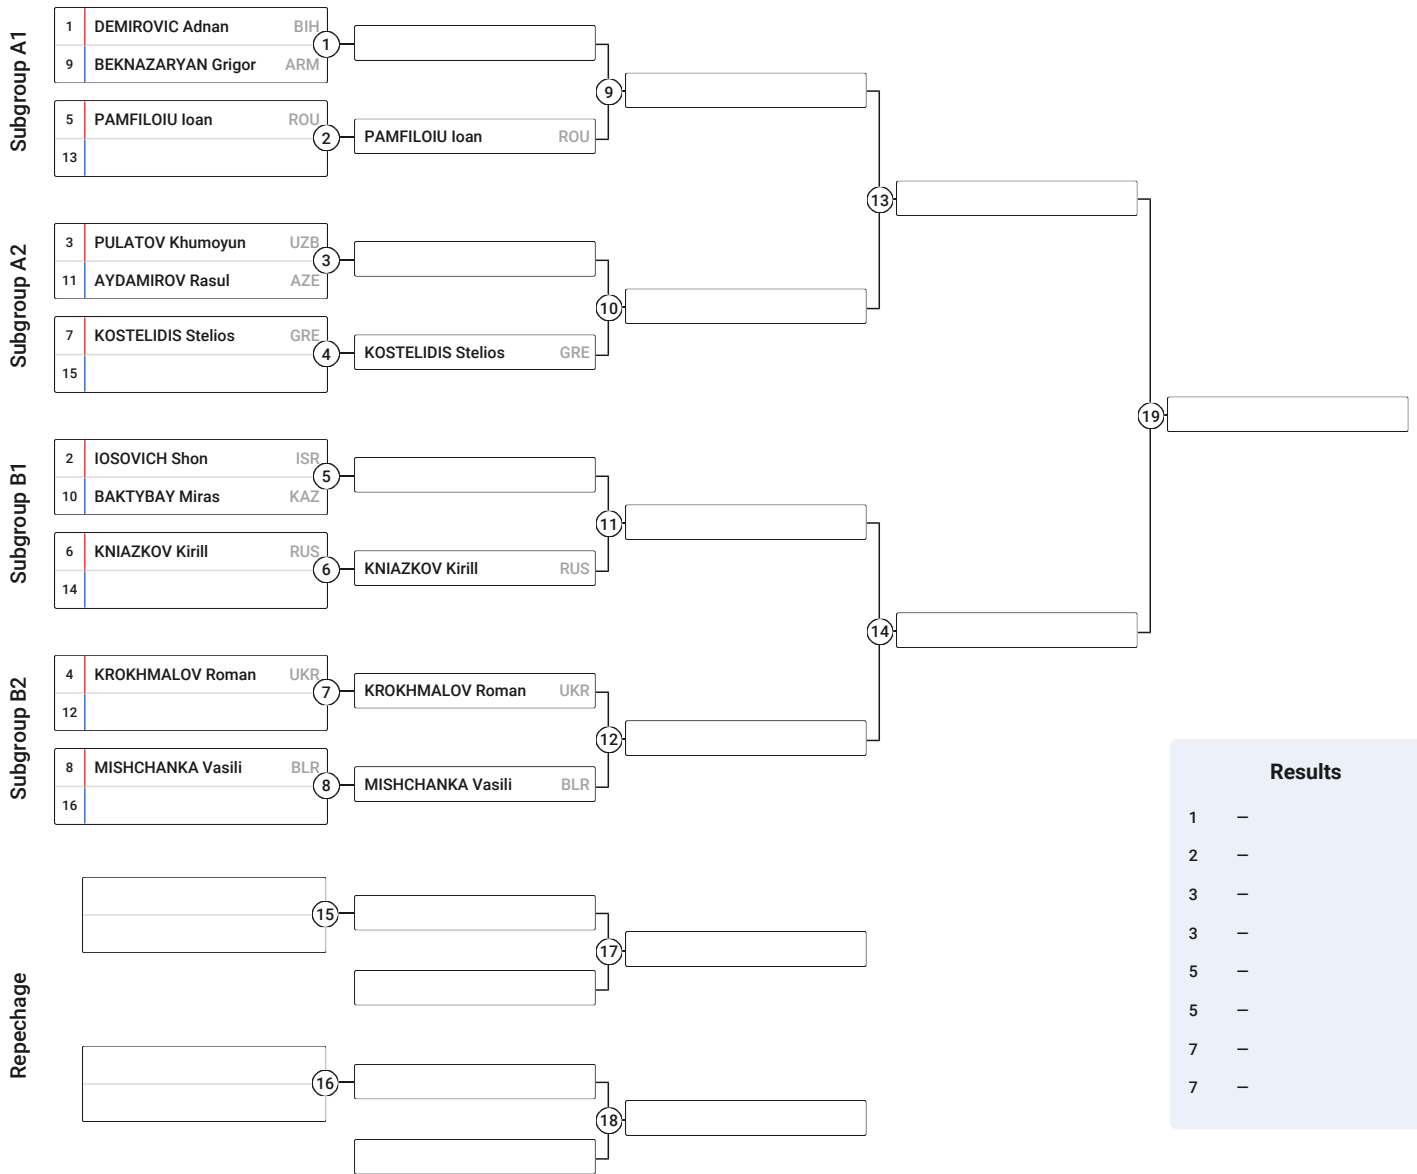 Subgroup A1
1 DEMIROVIC Adnan BIH
9 BEKNAZARYAN Grigor ARM
1
5 PAMFILOIU Ioan ROU
13
2
PAMFILOIU Ioan ROU
9
Subgroup A2
3 PULATOV Khumoyun UZB
11 AYDAMIROV Rasul AZE
3
7 KOSTELIDIS Stelios GRE
15
4
KOSTELIDIS Stelios GRE
10
13
Subgroup B1
2 IOSOVICH Shon ISR
10 BAKTYBAY Miras KAZ
5
6 KNIAZKOV Kirill RUS
14
6
KNIAZKOV Kirill RUS
11
Subgroup B2
4 KROKHMALOV Roman UKR
12
7
KROKHMALOV Roman UKR
8 MISHCHANKA Vasili BLR
16
8
MISHCHANKA Vasili BLR
12
14
19
Repechage
15
17
16
18
Results
1 –
2 –
3 –
3 –
5 –
5 –
7 –
7 –